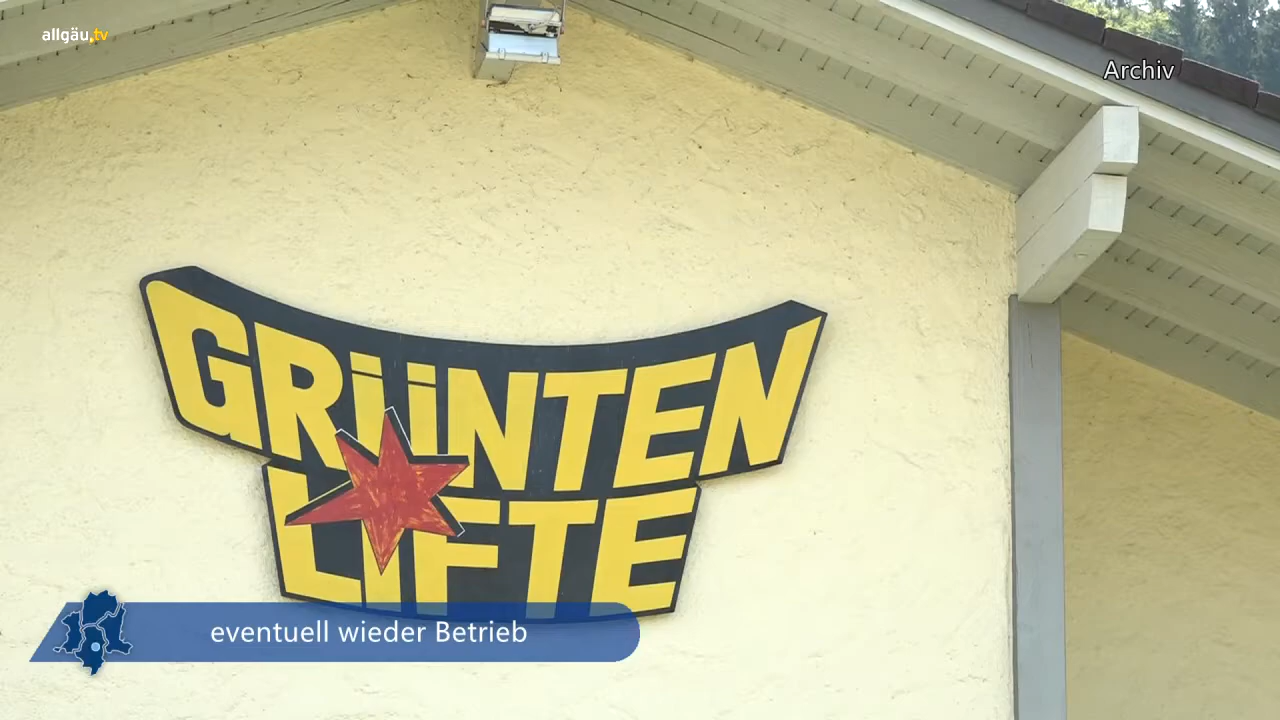 allgäu.tv
Archiv
GRÜNTEN
LIFTE
eventuell wieder Betrieb